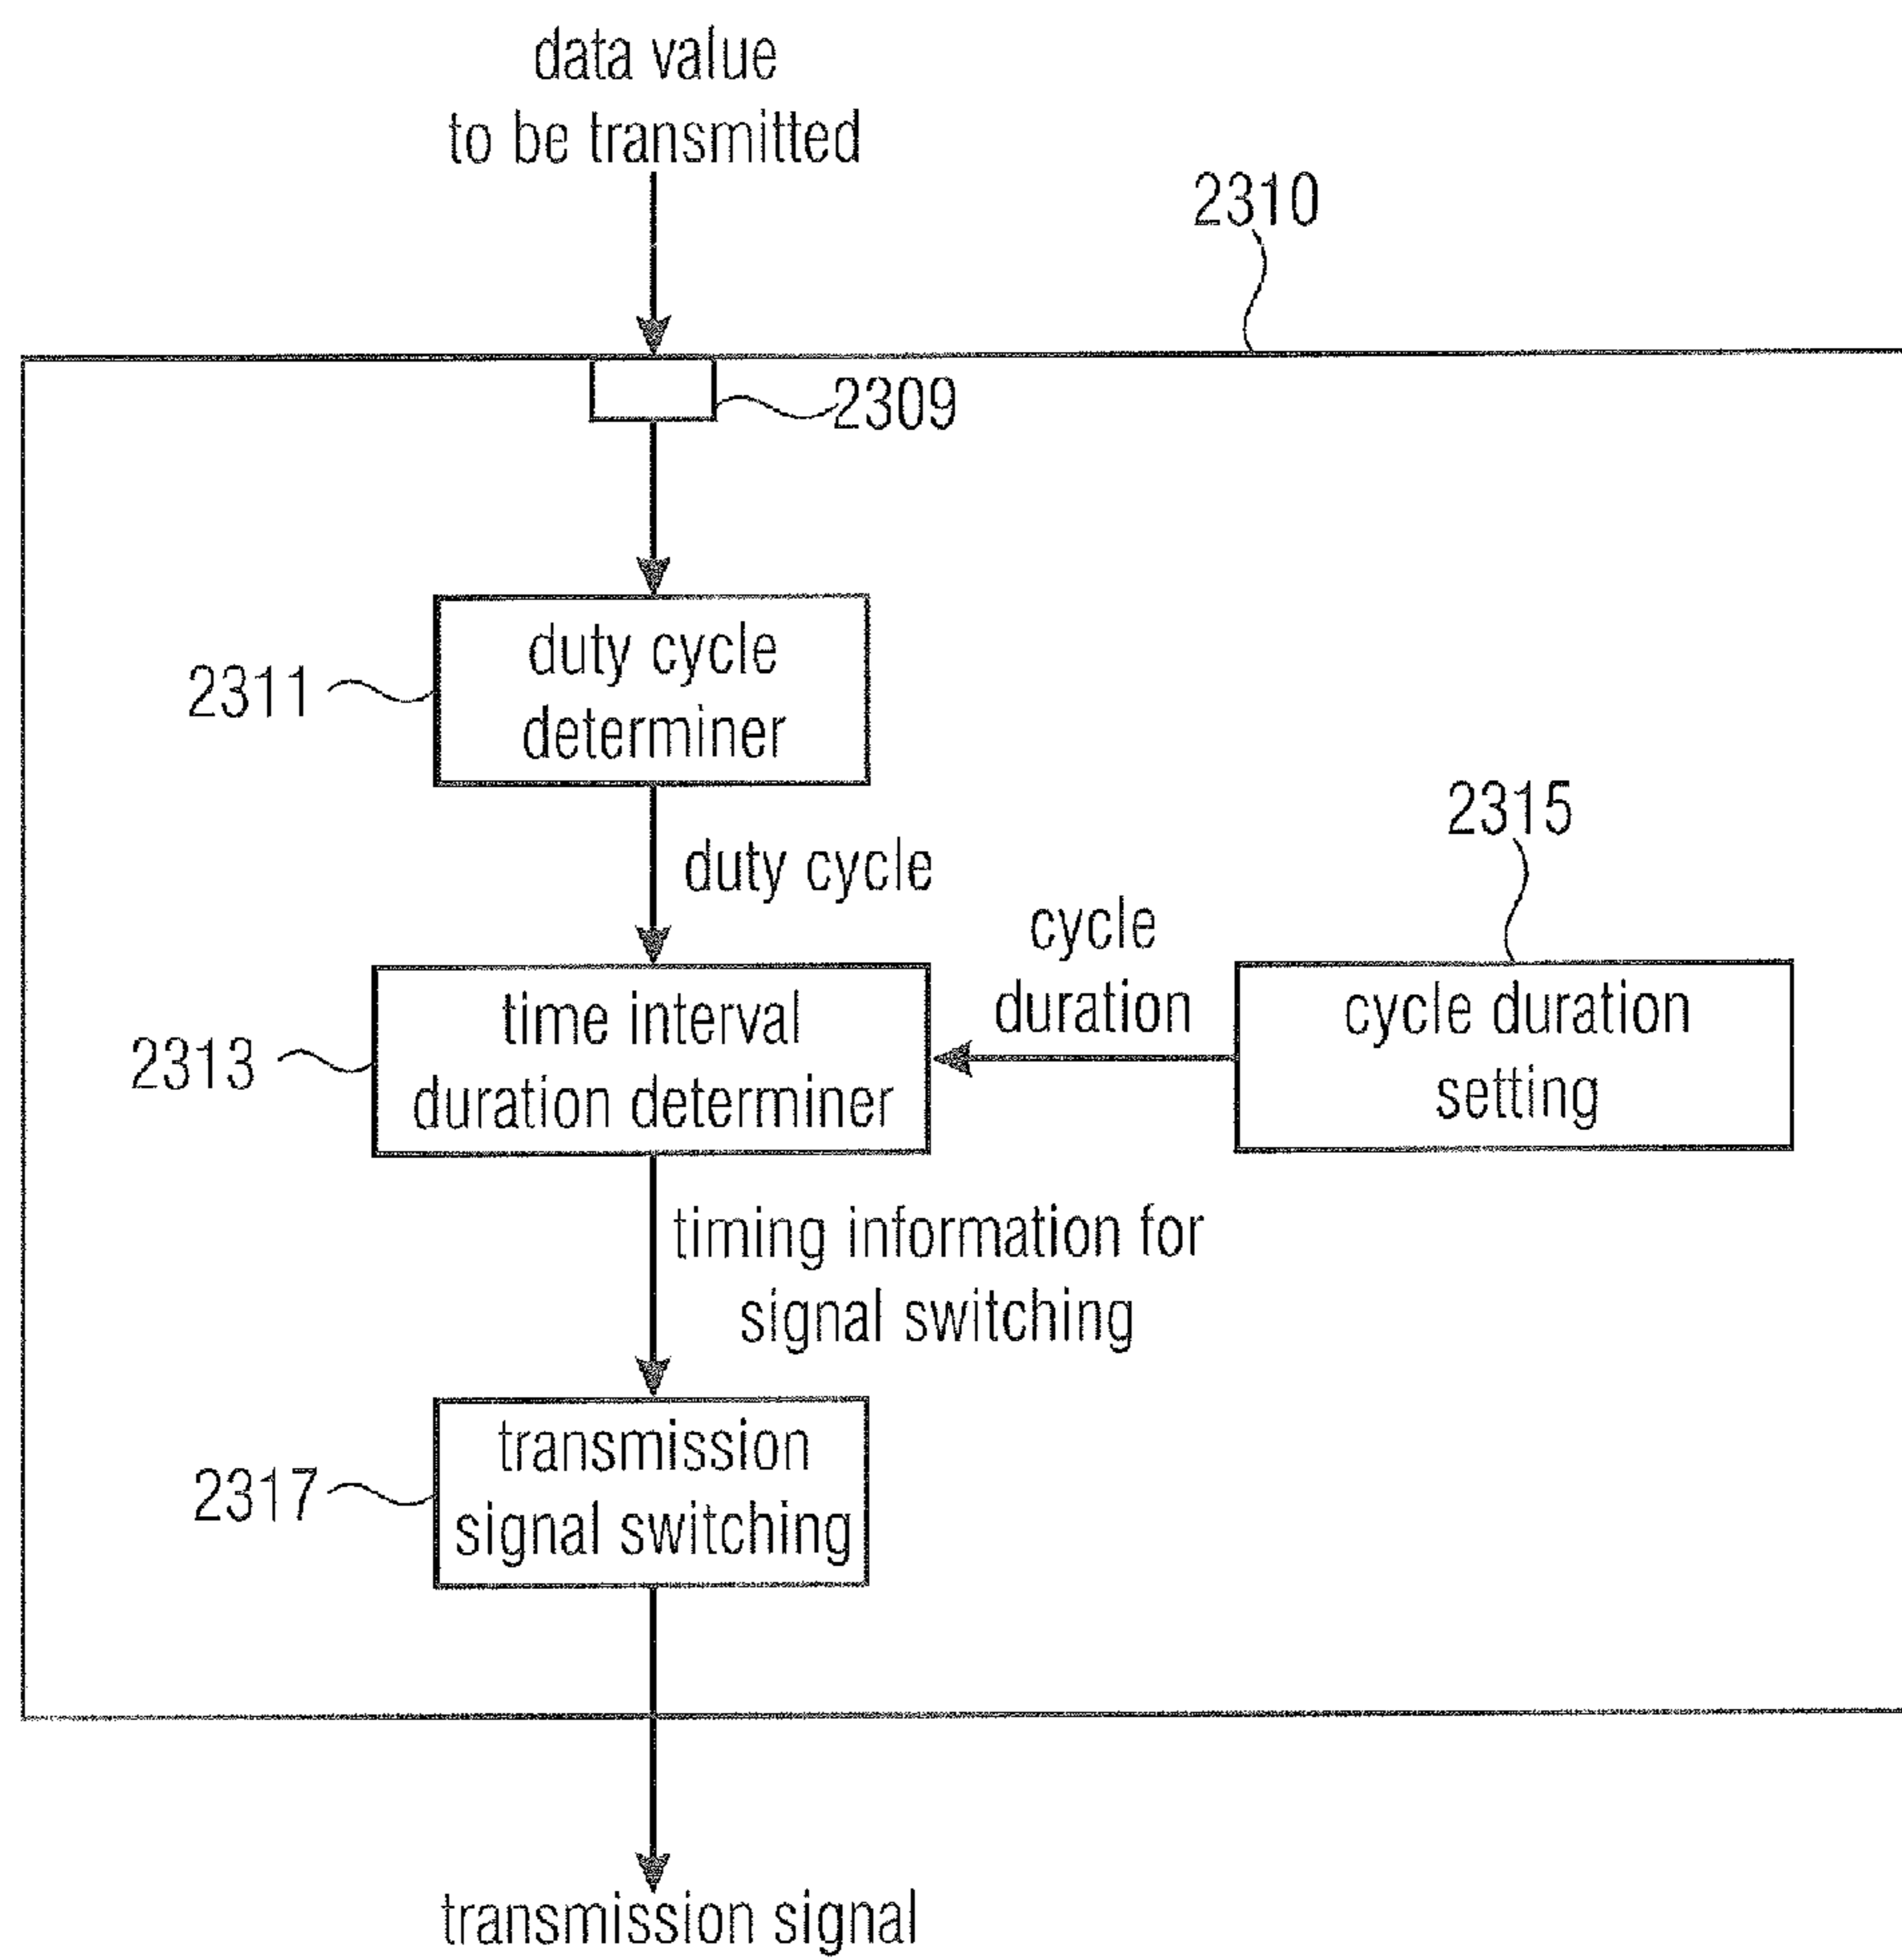 data value
to be transmitted
2310
2309
duty cycle
determiner
2311
duty cycle
2315
cycle
duration
time interval
duration determiner
2313
cycle duration
setting
timing information for
signal switching
transmission
signal switching
2317
transmission signal